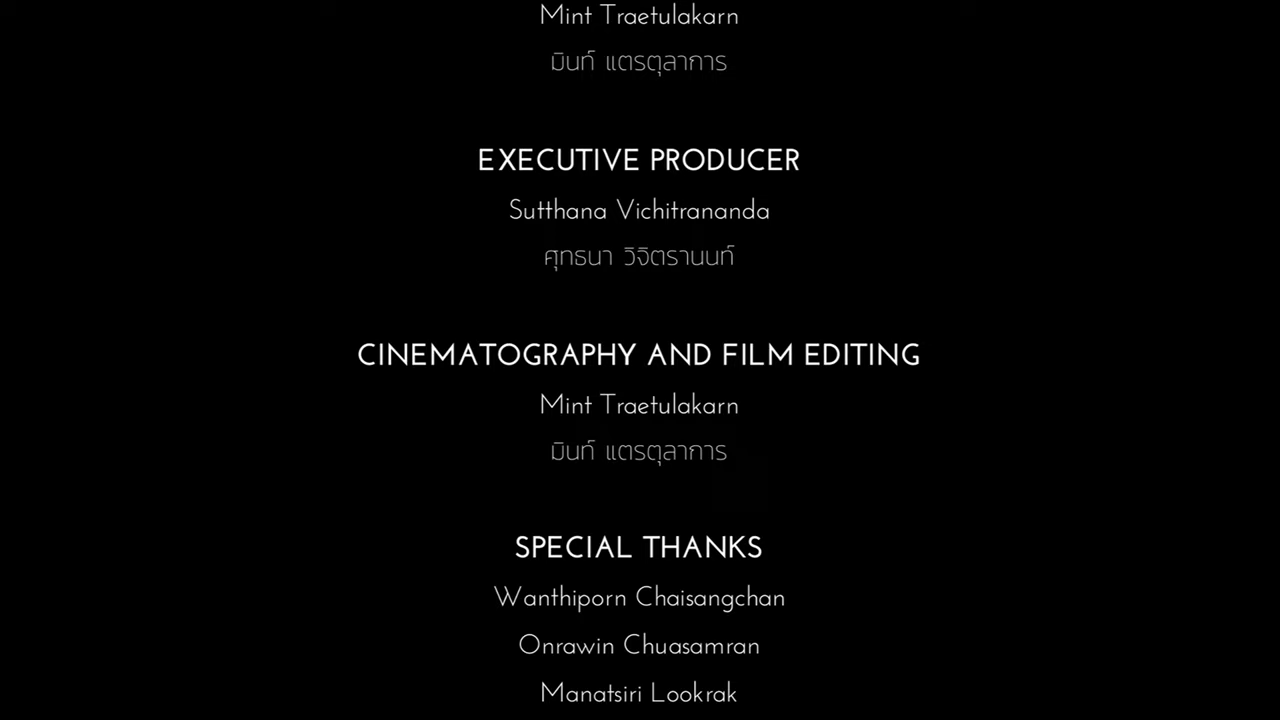 Mint Traetulakarn
มินท์ แตรตุลาการ
EXECUTIVE PRODUCER
Sutthana Vichitrananda
ศุทธนา วิจิตรานนท์
CINEMATOGRAPHY AND FILM EDITING
Mint Traetulakarn
มินท์ แตรตุลาการ
SPECIAL THANKS
Wanthiporn Chaisangchan
Onrawin Chuasamran
Manatsiri Lookrak